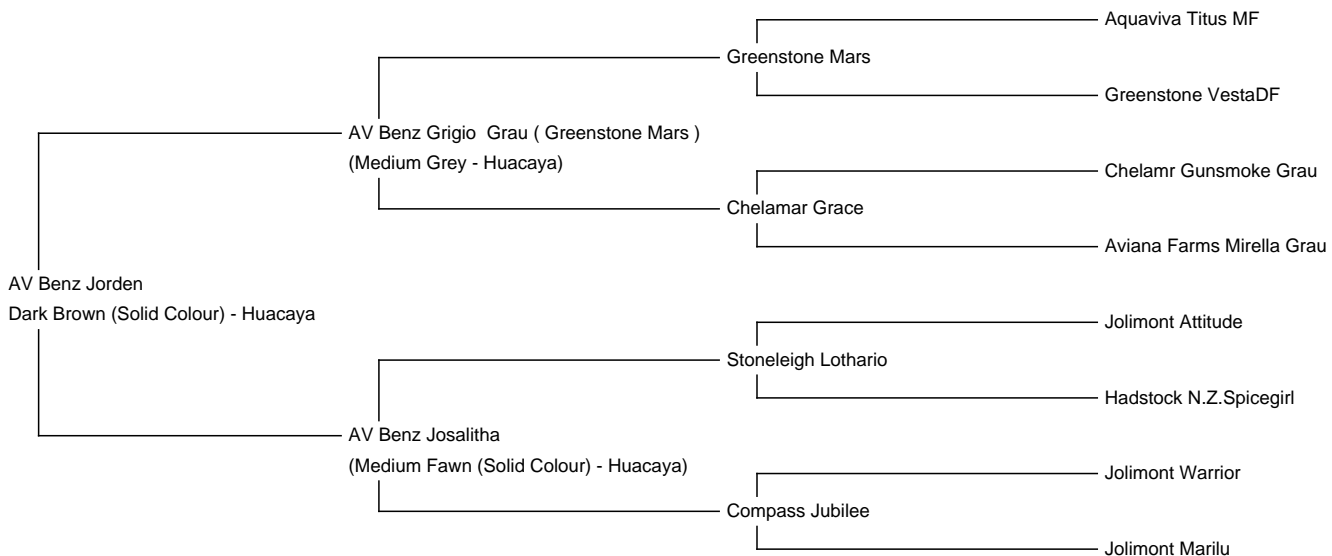 Aquaviva Titus MF
Greenstone Mars
Greenstone VestaDF
AV Benz Grigio  Grau ( Greenstone Mars )
(Medium Grey - Huacaya)
Chelamr Gunsmoke Grau
Chelamar Grace
Aviana Farms Mirella Grau
AV Benz Jorden
Dark Brown (Solid Colour) - Huacaya
Jolimont Attitude
Stoneleigh Lothario
Hadstock N.Z.Spicegirl
AV Benz Josalitha
(Medium Fawn (Solid Colour) - Huacaya)
Jolimont Warrior
Compass Jubilee
Jolimont Marilu